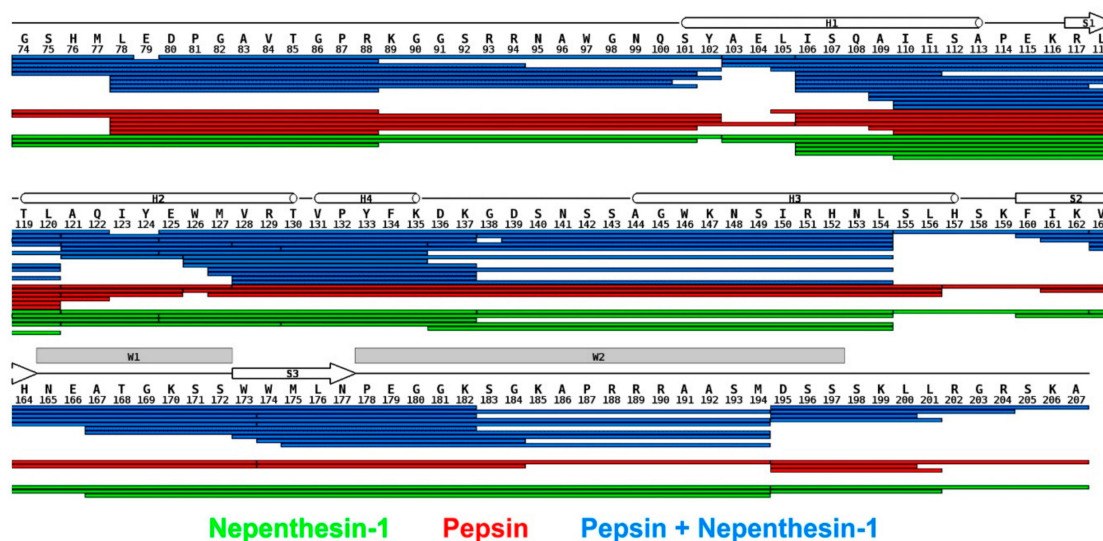 H1 S1
G S H M L E D P G A V T G P R K G G S R R N A W G N Q S Y A E L I S Q A I E S A P E K R L
74 75 76 77 78 79 80 81 82 83 84 85 86 87 88 89 90 91 92 93 94 95 96 97 98 99 100 101 102 103 104 105 106 107 108 109 110 111 112 113 114 115 116 117 11
H2 H4 H3 S2
T L A Q I Y E W M V R T V P Y F K D K G D S N S S A G W K N S I R H N L S L H S K F I K V
119 120 121 122 123 124 125 126 127 128 129 130 131 132 133 134 135 136 137 138 139 140 141 142 143 144 145 146 147 148 149 150 151 152 153 154 155 156 157 158 159 160 161 162 16
W1 S3 W2
H N E A T G K S S W W M L N P E G G K S G K A P R R R A A S M D S S S K L L R G R S K A
164 165 166 167 168 169 170 171 172 173 174 175 176 177 178 179 180 181 182 183 184 185 186 187 188 189 190 191 192 193 194 195 196 197 198 199 200 201 202 203 204 205 206 207
Nepenthesin-1 Pepsin Pepsin + Nepenthesin-1